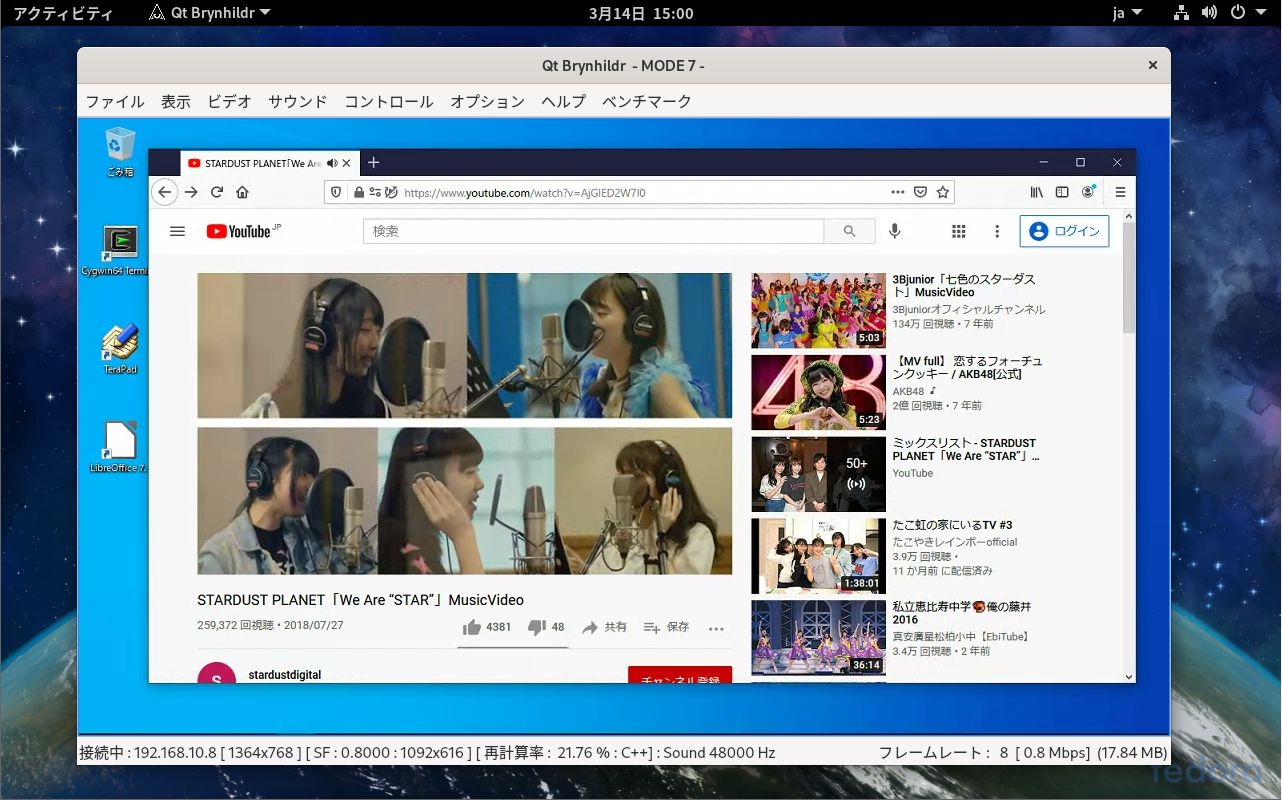 アクティビティ Qt Brynhildr 3月14日 15:00 ja
Qt Brynhildr - MODE 7 -
ファイル 表示 ビデオ サウンド コントロール オプション ヘルプ ベンチマーク
ごみ箱
Cygwin64 Termi
TeraPad
LibreOffice 7.
STARDUST PLANET「We Are
https://www.youtube.com/watch?v=AjGlED2W7l0
YouTube JP
検索
ログイン
STARDUST PLANET「We Are “STAR”」MusicVideo
259,372 回視聴・2018/07/27
4381 48 共有 保存
S
stardustdigital
チャンネル登録
5:03
3Bjunior「七色のスターダス
ト」MusicVideo
3Bjuniorオフィシャルチャンネル
134万 回視聴・7 年前
48
5:23
【MV full】 恋するフォーチュ
ンクッキー / AKB48[公式]
AKB48 ♪
2億 回視聴・7 年前
50+
ミックスリスト - STARDUST
PLANET「We Are “STAR”」…
YouTube
1:38:01
たこ虹の家にいるTV #3
たこやきレインボーofficial
3.9万 回視聴・
11 か月前 に配信済み
36:14
私立恵比寿中学👹俺の藤井
2016
真安廣星松柏小中【EbiTube】
3.4万 回視聴・2 年前
接続中 : 192.168.10.8 [ 1364x768 ] [ SF : 0.8000 : 1092x616 ] [ 再計算率 : 21.76 % : C++] : Sound 48000 Hz フレームレート : 8 [ 0.8 Mbps] (17.84 MB)
fedora